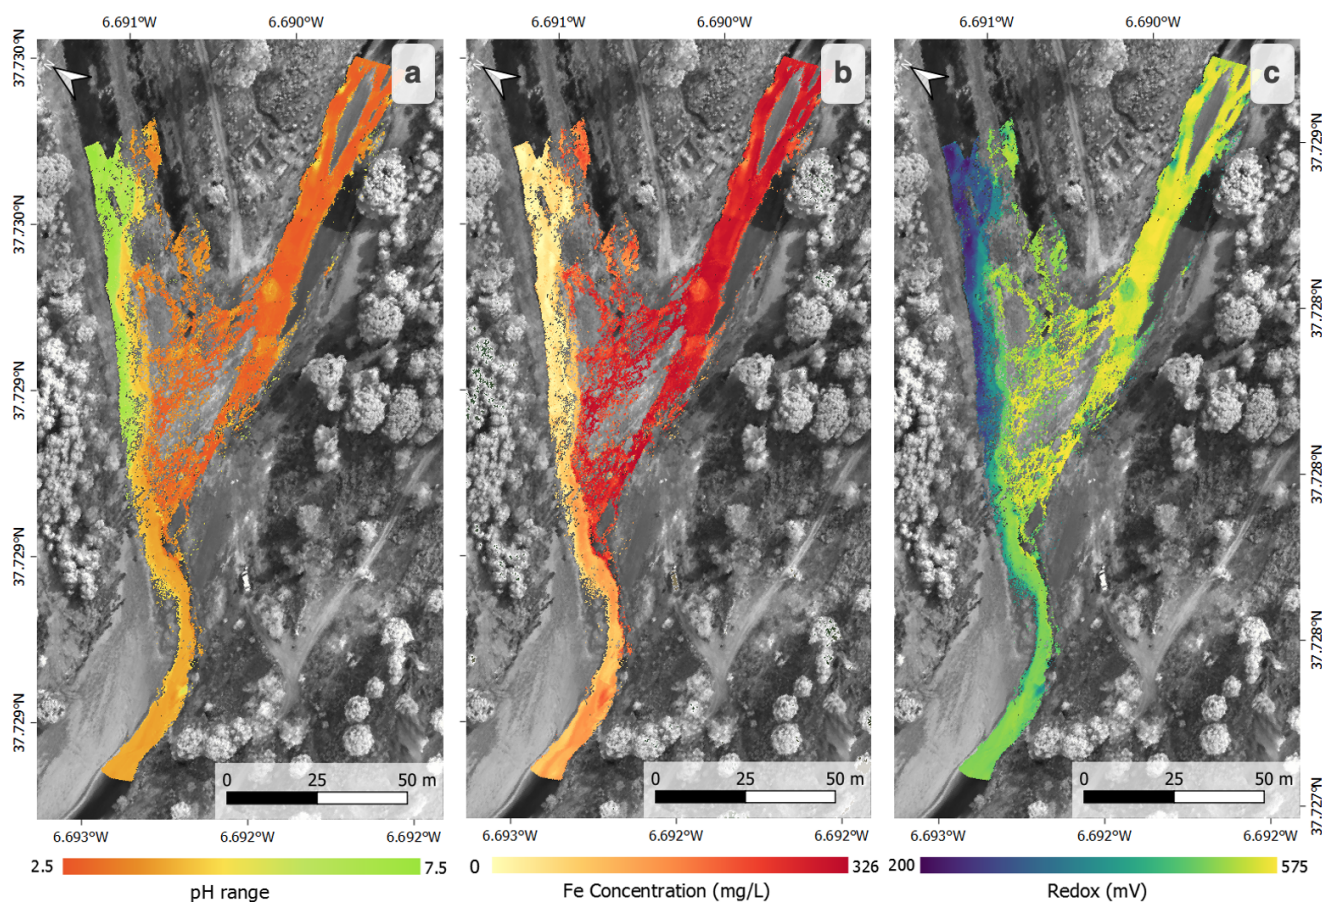 6.691°W 6.690°W 6.691°W 6.690°W 6.691°W 6.690°W
a b c
37.730°N
37.729°N
37.730°N
37.728°N
37.729°N
37.728°N
37.729°N
37.728°N
37.729°N
37.727°N
0 25 50 m 0 25 50 m 0 25 50 m
6.693°W 6.692°W 6.692°W 6.693°W 6.692°W 6.692°W 6.693°W 6.692°W 6.692°W
2.5 7.5 0 326 200 575
pH range Fe Concentration (mg/L) Redox (mV)